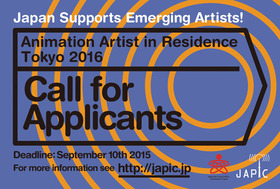 Japan Supports Emerging Artists!
Animation Artist in Residence
Tokyo 2016
Call for
Applicants
Deadline: September 10th 2015
For more information see http://japic.jp
JAPIC